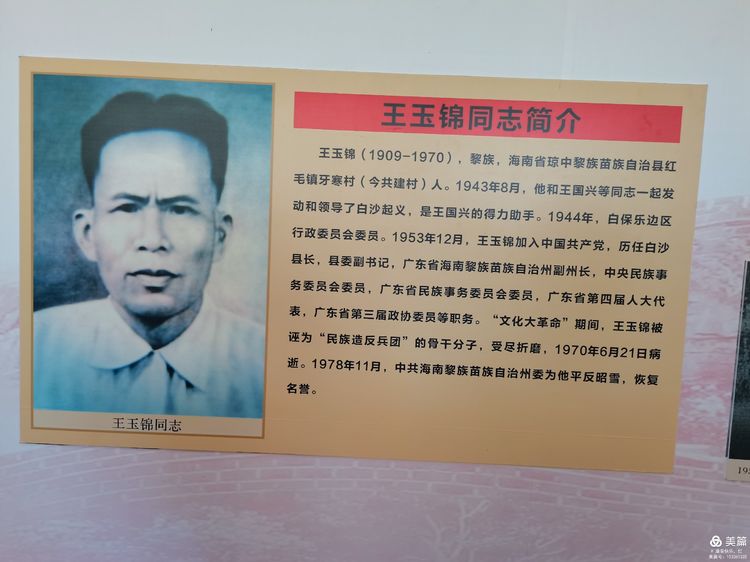 王玉锦同志简介
王玉锦（1909-1970），黎族，海南省琼中黎族苗族自治县红
毛镇牙寒村（今共建村）人。1943年8月，他和王国兴等同志一起发
动和领导了白沙起义，是王国兴的得力助手。1944年，白保乐边区
行政委员会委员。1953年12月，王玉锦加入中国共产党，历任白沙
县长，县委副书记，广东省海南黎族苗族自治州副州长，中央民族事
务委员会委员，广东省民族事务委员会委员，广东省第四届人大代
表，广东省第三届政协委员等职务。“文化大革命”期间，王玉锦被
诬为“民族造反兵团”的骨干分子，受尽折磨，1970年6月21日病
逝。1978年11月，中共海南黎族苗族自治州委为他平反昭雪，恢复
名誉。
王玉锦同志
美篇